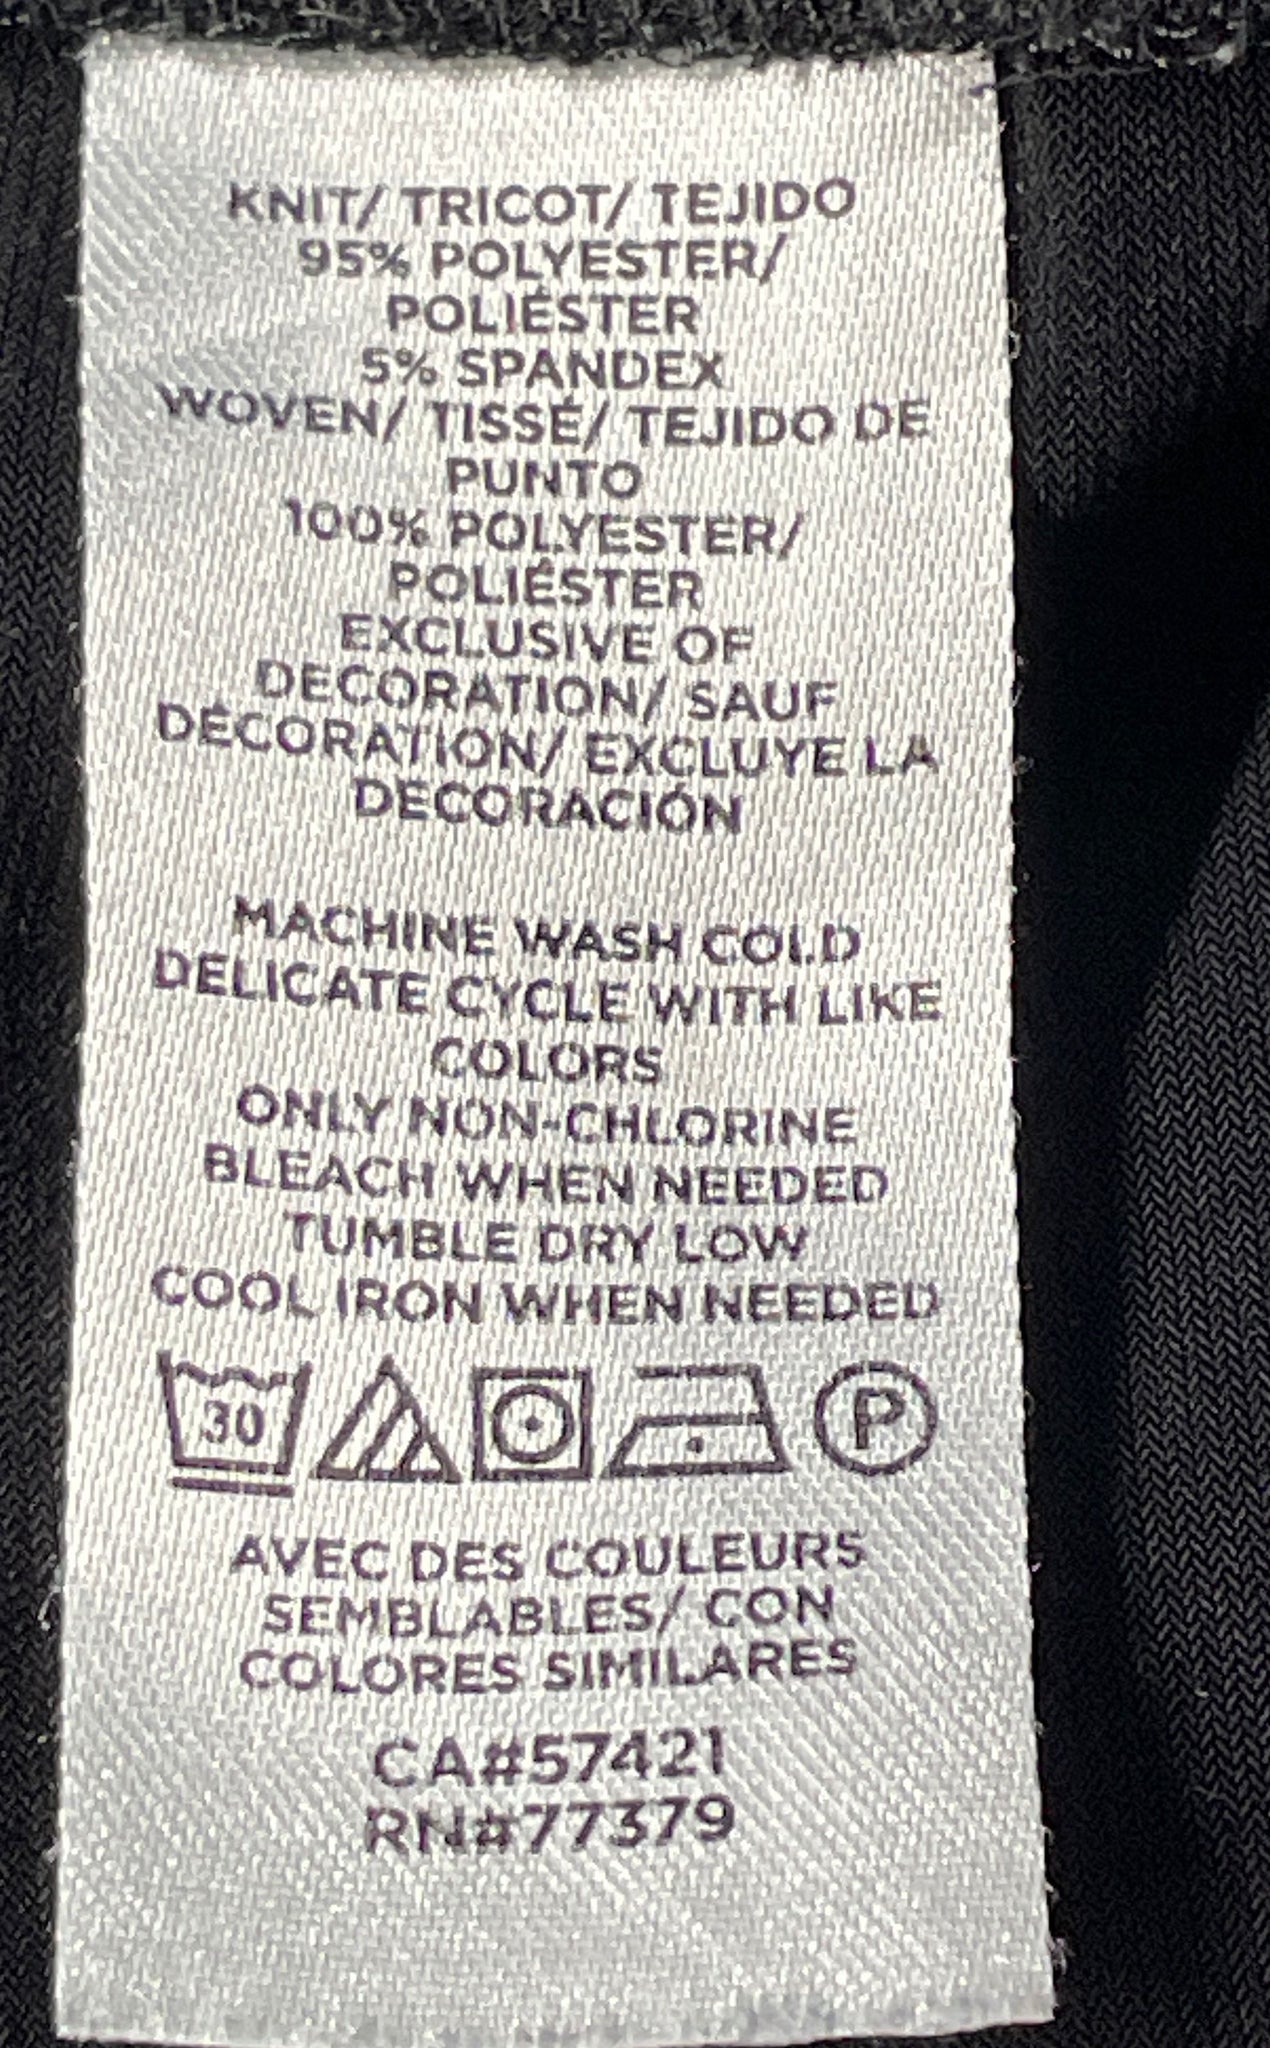 KNIT/ TRICOT/ TEJIDO
95% POLYESTER/
POLIÉSTER
5% SPANDEX
WOVEN/ TISSÉ/ TEJIDO DE
PUNTO
100% POLYESTER/
POLIÉSTER
EXCLUSIVE OF
DECORATION/ SAUF
DÉCORATION/ EXCLUYE LA
DECORACIÓN
MACHINE WASH COLD
DELICATE CYCLE WITH LIKE
COLORS
ONLY NON-CHLORINE
BLEACH WHEN NEEDED
TUMBLE DRY LOW
COOL IRON WHEN NEEDED
30 P
AVEC DES COULEURS
SEMBLABLES/ CON
COLORES SIMILARES
CA#57421
RN#77379